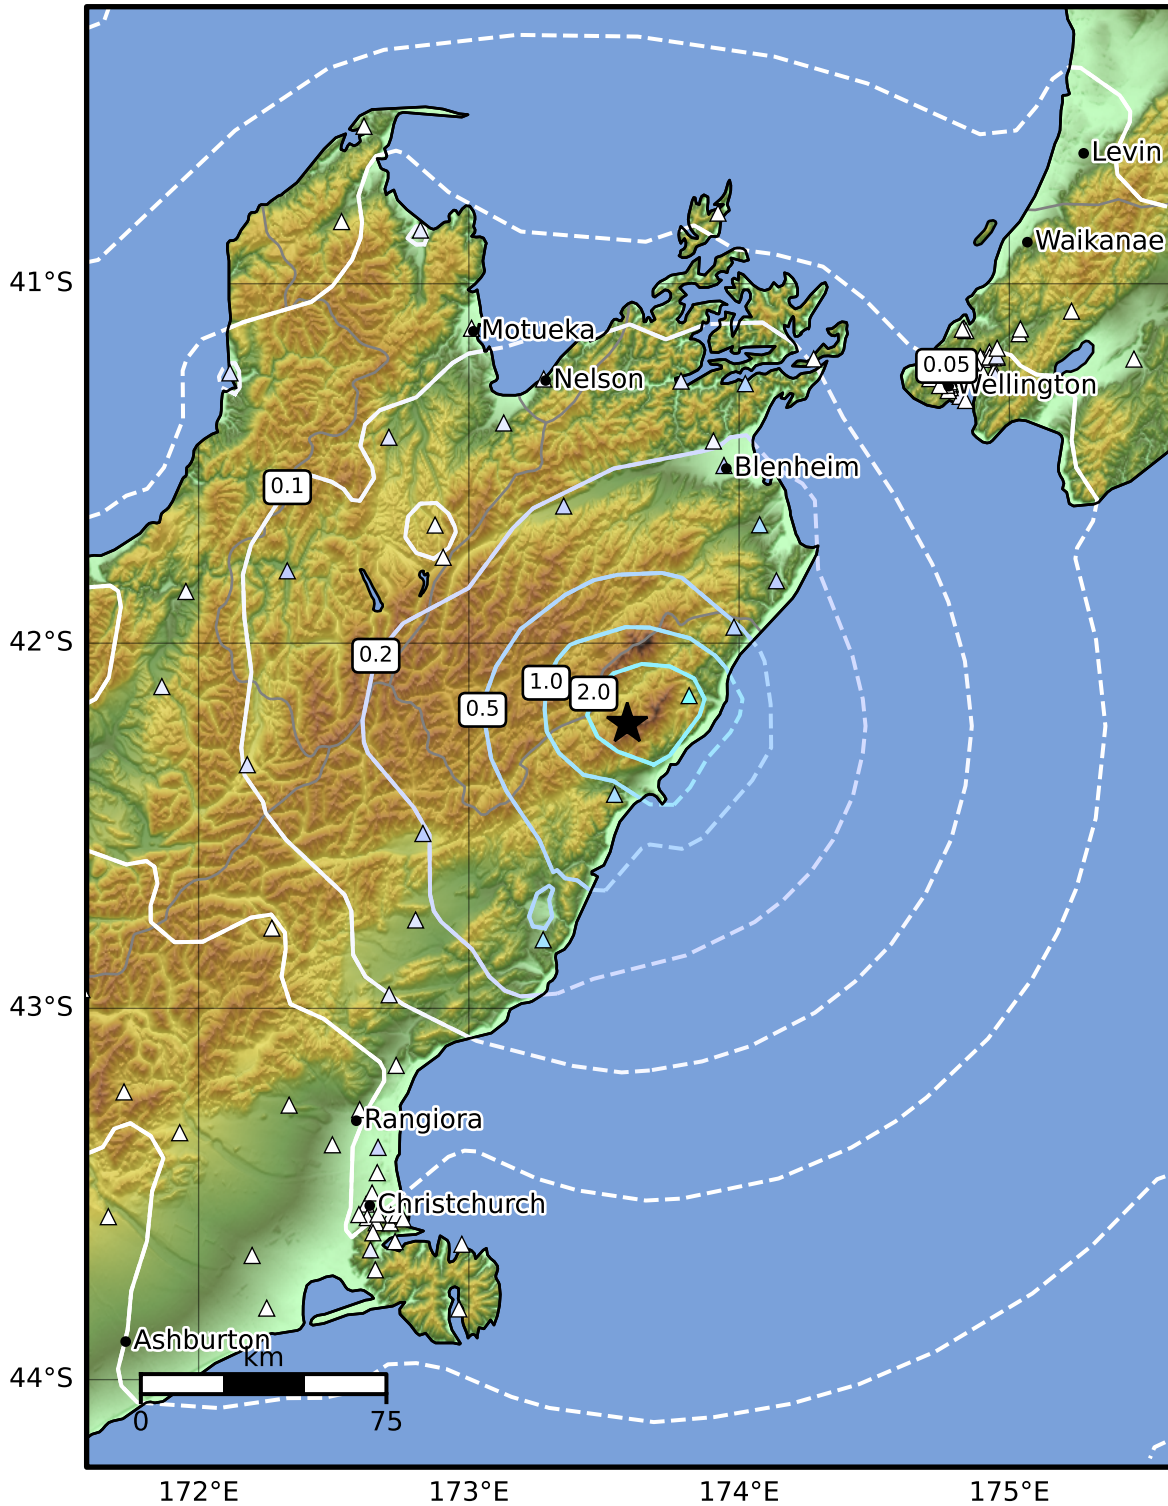 Levin
Waikanae
41°S
Motueka
0.05
Nelson
Wellington
Blenheim
0.1
42°S
0.2
1.0
2.0
0.5
43°S
Rangiora
Christchurch
Ashburton
km
44°S
0
75
172°E
173°E
174°E
175°E